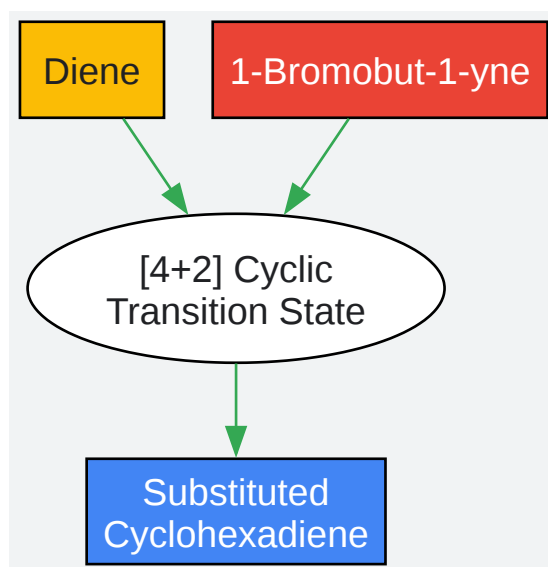 Diene
1-Bromobut-1-yne
[4+2] Cyclic
Transition State
Substituted
Cyclohexadiene